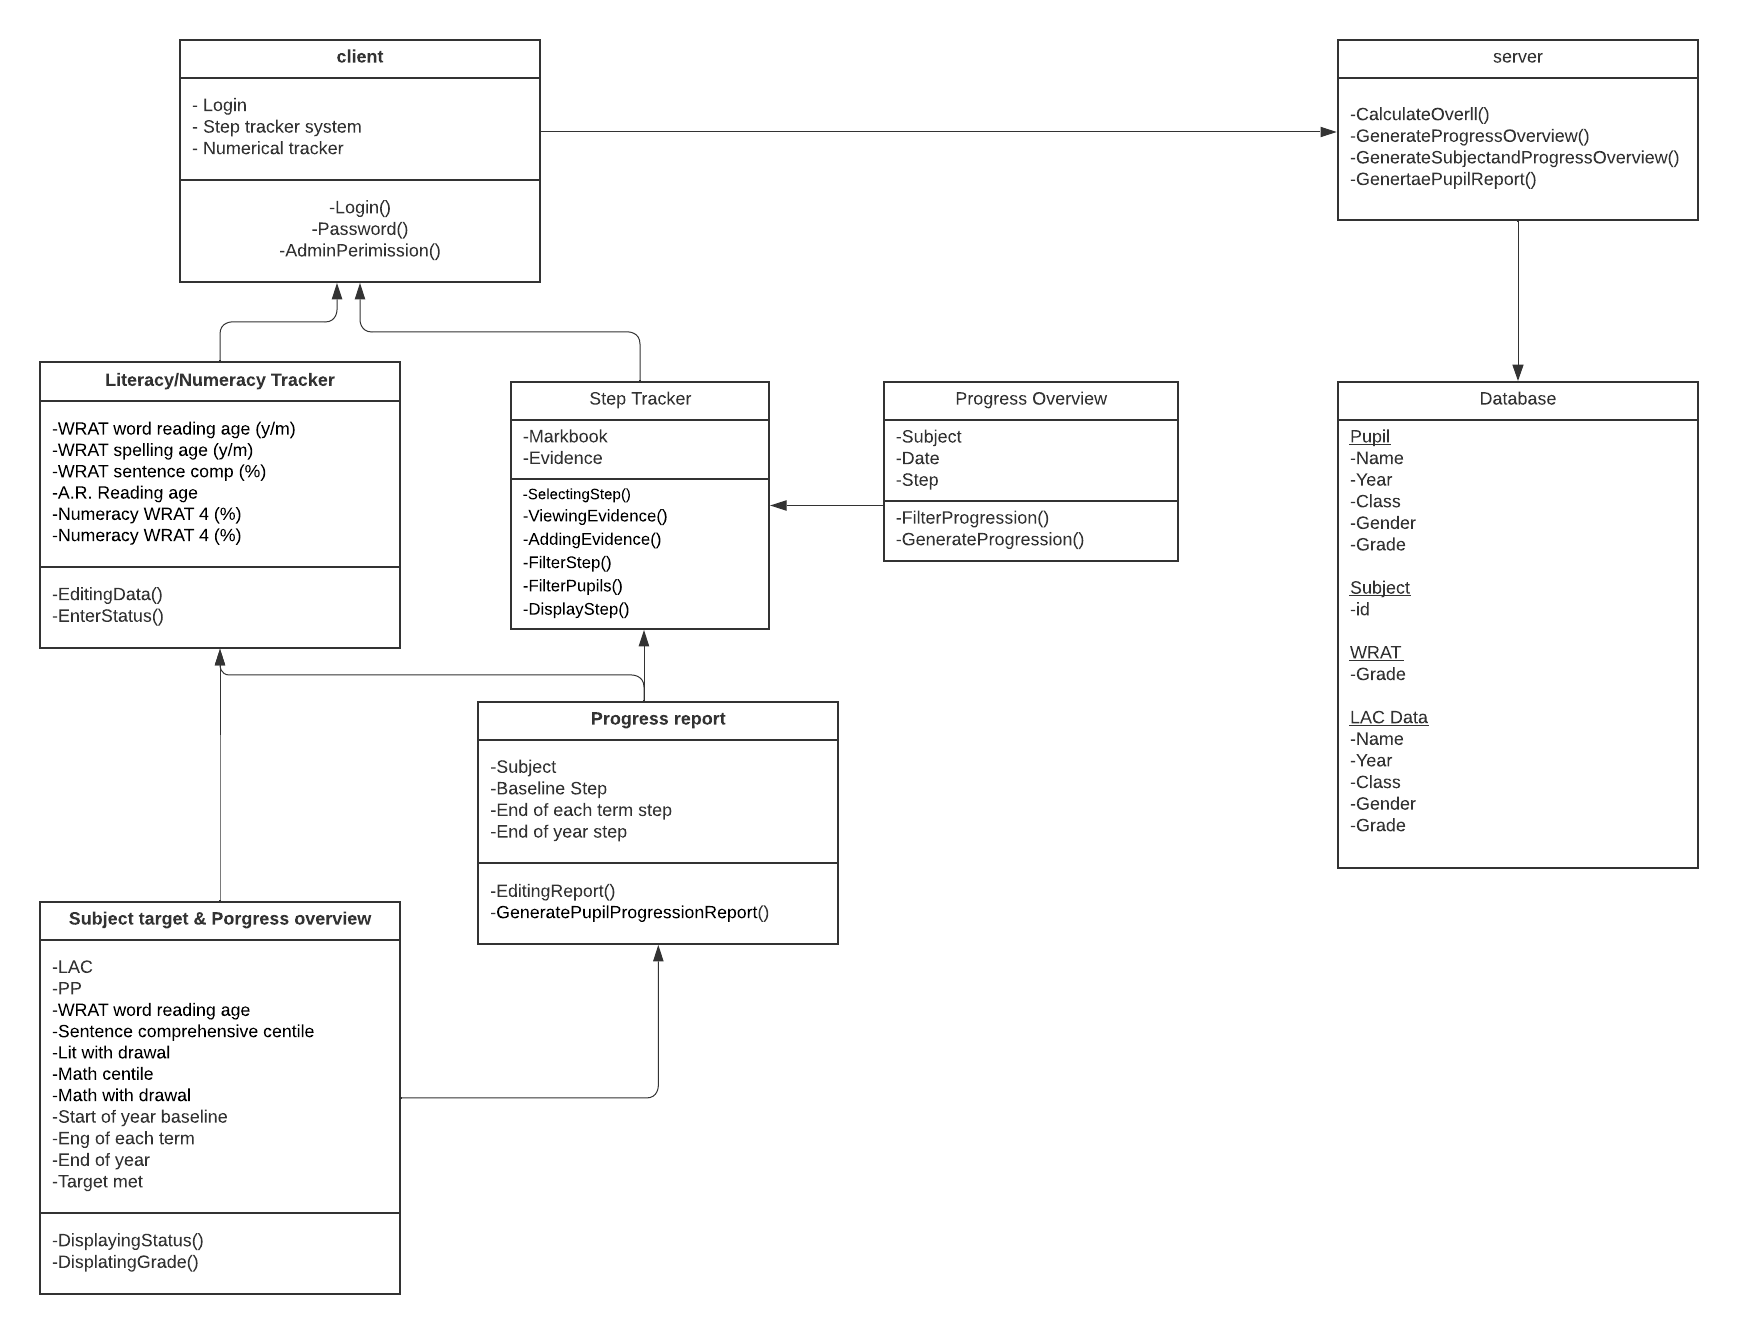 client
- Login
- Step tracker system
- Numerical tracker
-Login()
-Password()
-AdminPerimission()
server
-CalculateOverll()
-GenerateProgressOverview()
-GenerateSubjectandProgressOverview()
-GenertaePupilReport()
Literacy/Numeracy Tracker
-WRAT word reading age (y/m)
-WRAT spelling age (y/m)
-WRAT sentence comp (%)
-A.R. Reading age
-Numeracy WRAT 4 (%)
-Numeracy WRAT 4 (%)
-EditingData()
-EnterStatus()
Step Tracker
-Markbook
-Evidence
-SelectingStep()
-ViewingEvidence()
-AddingEvidence()
-FilterStep()
-FilterPupils()
-DisplayStep()
Progress Overview
-Subject
-Date
-Step
-FilterProgression()
-GenerateProgression()
Database
Pupil
-Name
-Year
-Class
-Gender
-Grade
Subject
-id
WRAT
-Grade
LAC Data
-Name
-Year
-Class
-Gender
-Grade
Progress report
-Subject
-Baseline Step
-End of each term step
-End of year step
-EditingReport()
-GeneratePupilProgressionReport()
Subject target & Porgress overview
-LAC
-PP
-WRAT word reading age
-Sentence comprehensive centile
-Lit with drawal
-Math centile
-Math with drawal
-Start of year baseline
-Eng of each term
-End of year
-Target met
-DisplayingStatus()
-DisplatingGrade()